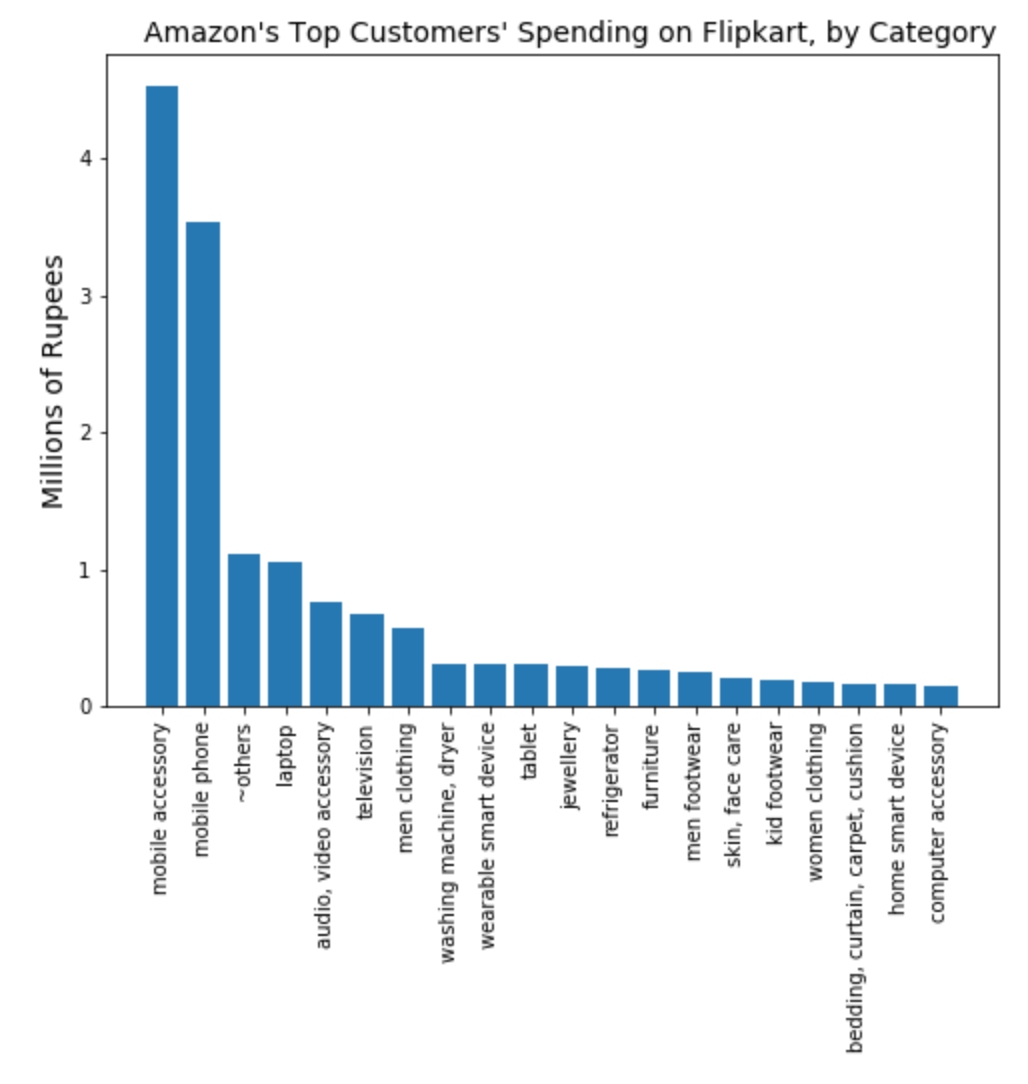 Amazon's Top Customers' Spending on Flipkart, by Category
Millions of Rupees
4
3
2
1
0
mobile accessory
mobile phone
~others
laptop
audio, video accessory
television
men clothing
washing machine, dryer
wearable smart device
tablet
jewellery
refrigerator
furniture
men footwear
skin, face care
kid footwear
women clothing
bedding, curtain, carpet, cushion
home smart device
computer accessory